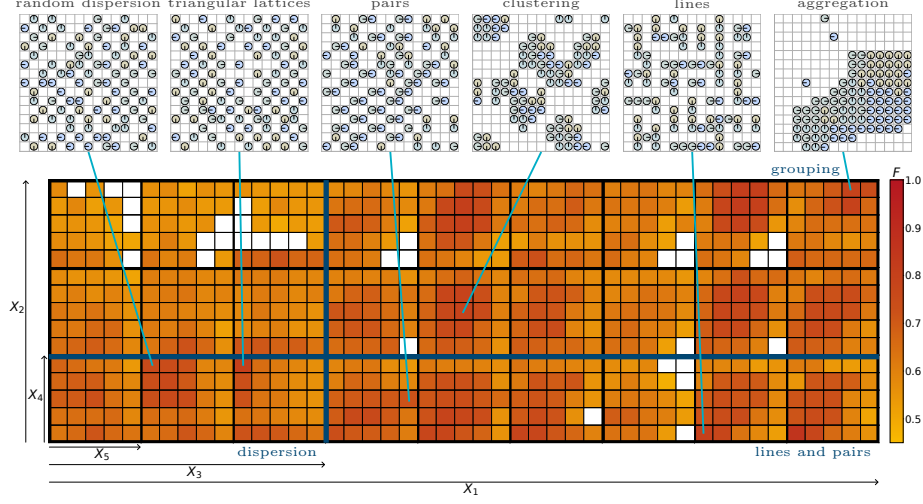 random dispersion triangular lattices pairs clustering lines aggregation
grouping F
1.0
0.9
X2
0.8
0.7
X4
0.6
0.5
X5 dispersion lines and pairs
X3
X1